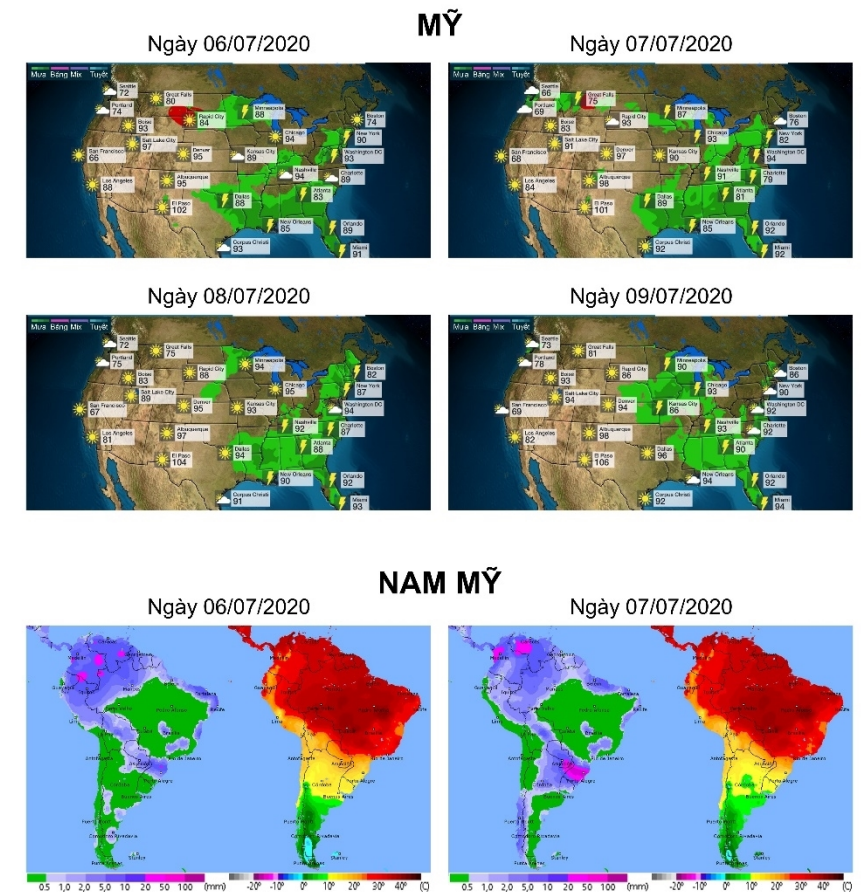 MỸ
Ngày 06/07/2020
Ngày 07/07/2020
Mưa Băng Mix Tuyết
Seattle 72
Portland 74
Great Falls 80
Boise 93
Rapid City 84
Minneapolis 88
Boston 74
San Francisco 66
Salt Lake City 97
Denver 95
Kansas City 89
Chicago 94
New York 90
Washington DC 93
Los Angeles 88
Albuquerque 95
Nashville 94
Charlotte 89
El Paso 102
Dallas 88
Atlanta 83
New Orleans 85
Orlando 89
Corpus Christi 93
Miami 91
Mưa Băng Mix Tuyết
Seattle 66
Portland 69
Great Falls 75
Boise 83
Rapid City 93
Minneapolis 87
Boston 76
San Francisco 68
Salt Lake City 91
Denver 97
Kansas City 90
Chicago 93
New York 82
Washington DC 94
Los Angeles 84
Albuquerque 98
Nashville 91
Charlotte 79
El Paso 101
Dallas 89
Atlanta 81
New Orleans 85
Orlando 92
Corpus Christi 92
Miami 92
Ngày 08/07/2020
Ngày 09/07/2020
Mưa Băng Mix Tuyết
Seattle 72
Portland 75
Great Falls 75
Boise 83
Rapid City 88
Minneapolis 94
Boston 82
San Francisco 67
Salt Lake City 89
Denver 95
Kansas City 93
Chicago 95
New York 87
Washington DC 94
Los Angeles 81
Albuquerque 97
Nashville 92
Charlotte 87
El Paso 104
Dallas 94
Atlanta 88
New Orleans 90
Orlando 92
Corpus Christi 91
Miami 93
Mưa Băng Mix Tuyết
Seattle 73
Portland 78
Great Falls 81
Boise 93
Rapid City 86
Minneapolis 90
Boston 86
San Francisco 69
Salt Lake City 94
Denver 94
Kansas City 86
Chicago 93
New York 90
Washington DC 92
Los Angeles 82
Albuquerque 98
Nashville 93
Charlotte 92
El Paso 106
Dallas 96
Atlanta 90
New Orleans 94
Orlando 92
Corpus Christi 92
Miami 94
NAM MỸ
Ngày 06/07/2020
Ngày 07/07/2020
0.5 1,0 2,0 5,0 10 20 50 100 (mm)
-20° -10° 0° 10° 20° 30° 40° (C)
0.5 1,0 2,0 5,0 10 20 50 100 (mm)
-20° -10° 0° 10° 20° 30° 40° (C)